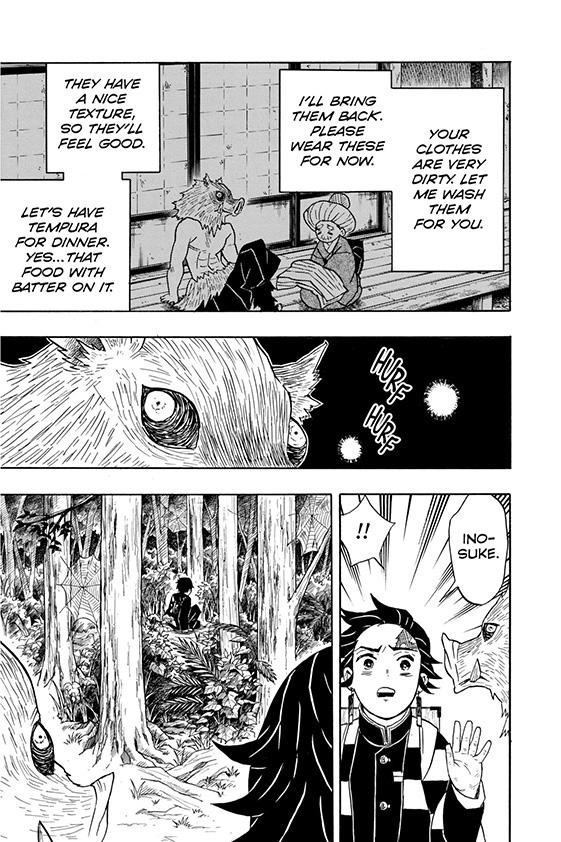 YOUR
CLOTHES
ARE VERY
DIRTY. LET
ME WASH
THEM
FOR YOU.
I'LL BRING
THEM BACK.
PLEASE
WEAR THESE
FOR NOW.
THEY HAVE
A NICE
TEXTURE,
SO THEY'LL
FEEL GOOD.
LET'S HAVE
TEMPURA
FOR DINNER.
YES...THAT
FOOD WITH
BATTER ON IT.
HURF
HURF
INO-
SUKE.
!!